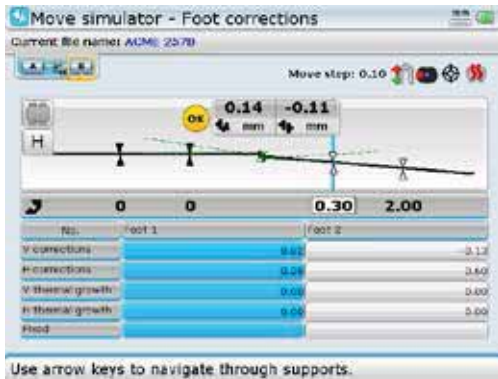 Move simulator - Foot corrections
Current file name: ACME 2578
A B
Move step: 0.10
OK 0.14 -0.11
mm mm
H
0 0 0.30 2.00
No. Foot 1 Foot 2
V corrections -0.13
H corrections 0.60
V thermal growth 0.00 0.00
H thermal growth 0.00 0.00
Fixed
Use arrow keys to navigate through supports.